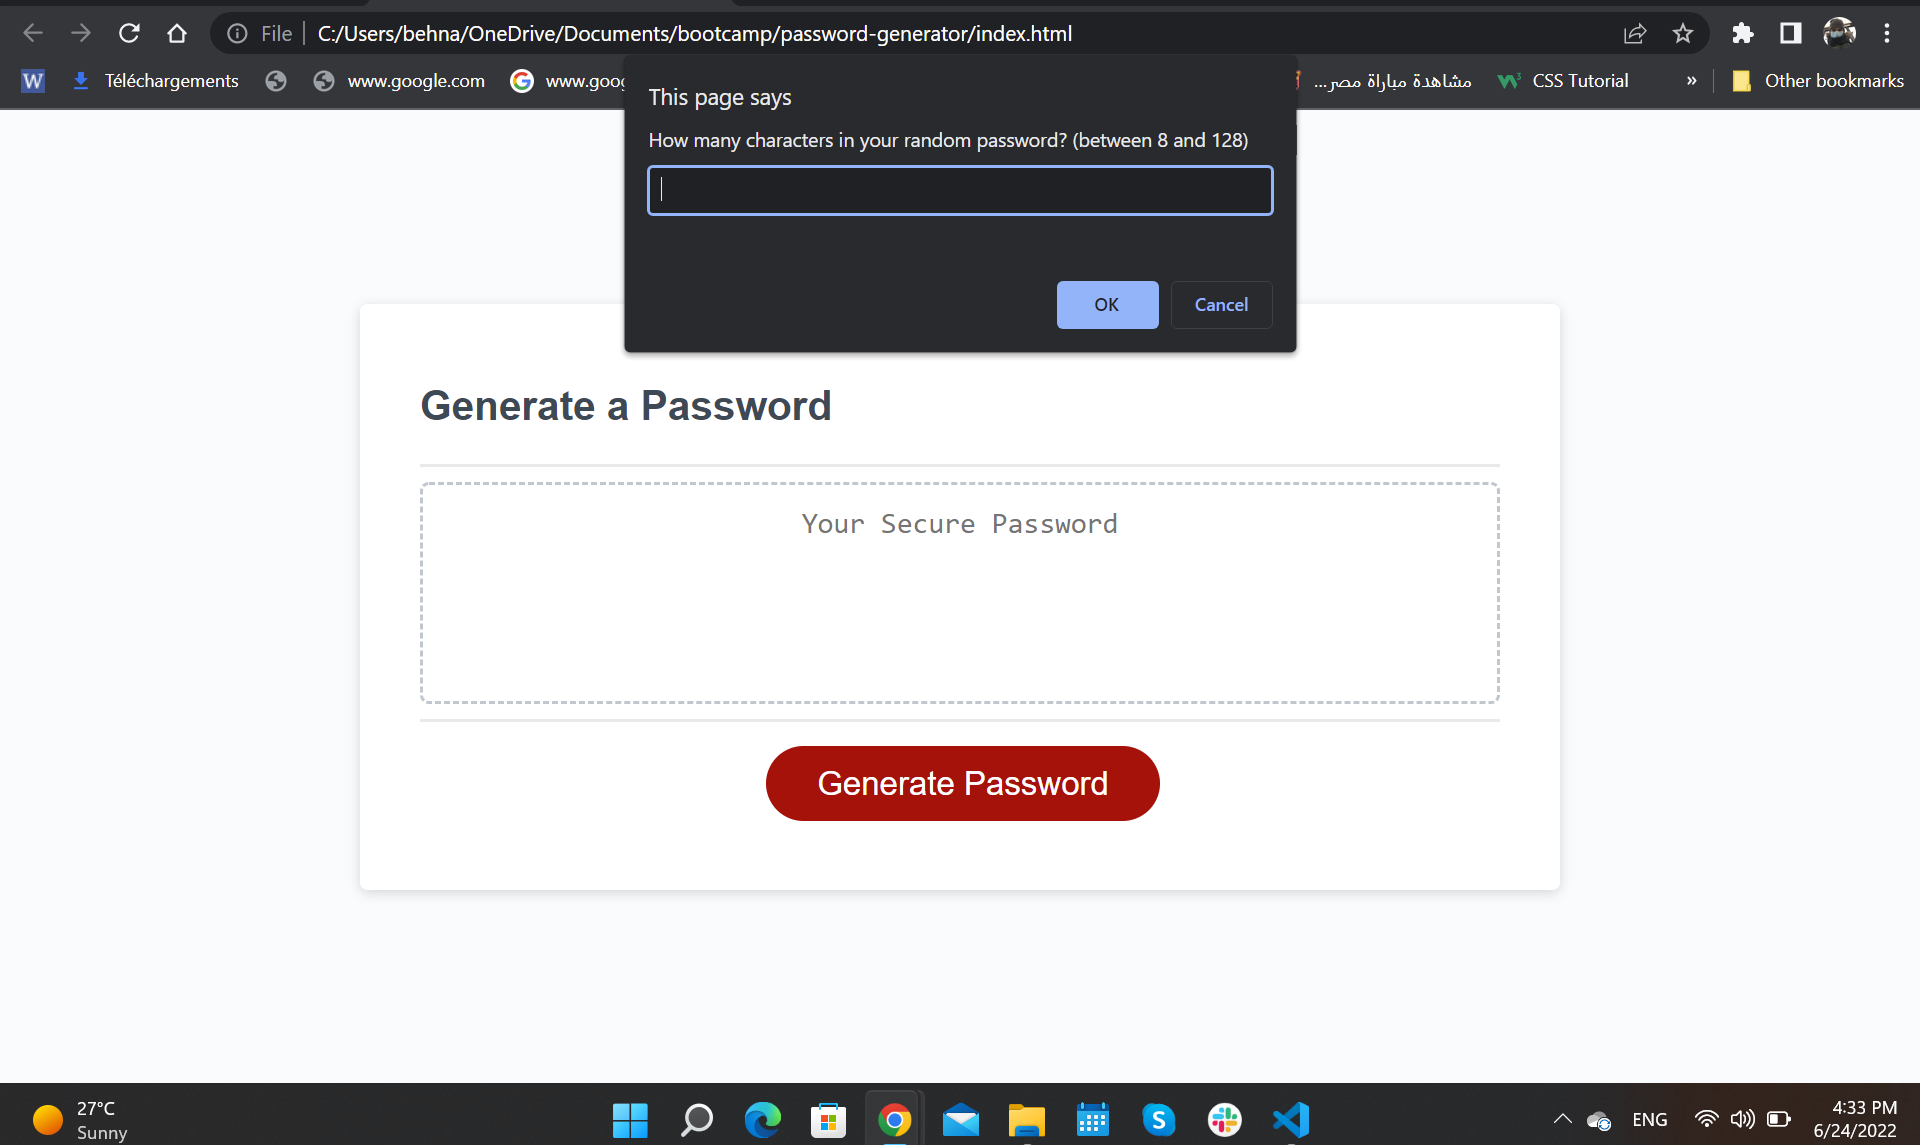 File C:/Users/behna/OneDrive/Documents/bootcamp/password-generator/index.html
W Téléchargements www.google.com www.goog مشاهدة مباراة مصر... CSS Tutorial » Other bookmarks
This page says
How many characters in your random password? (between 8 and 128)
OK Cancel
Generate a Password
Your Secure Password
Generate Password
27°C
Sunny
ENG
4:33 PM
6/24/2022